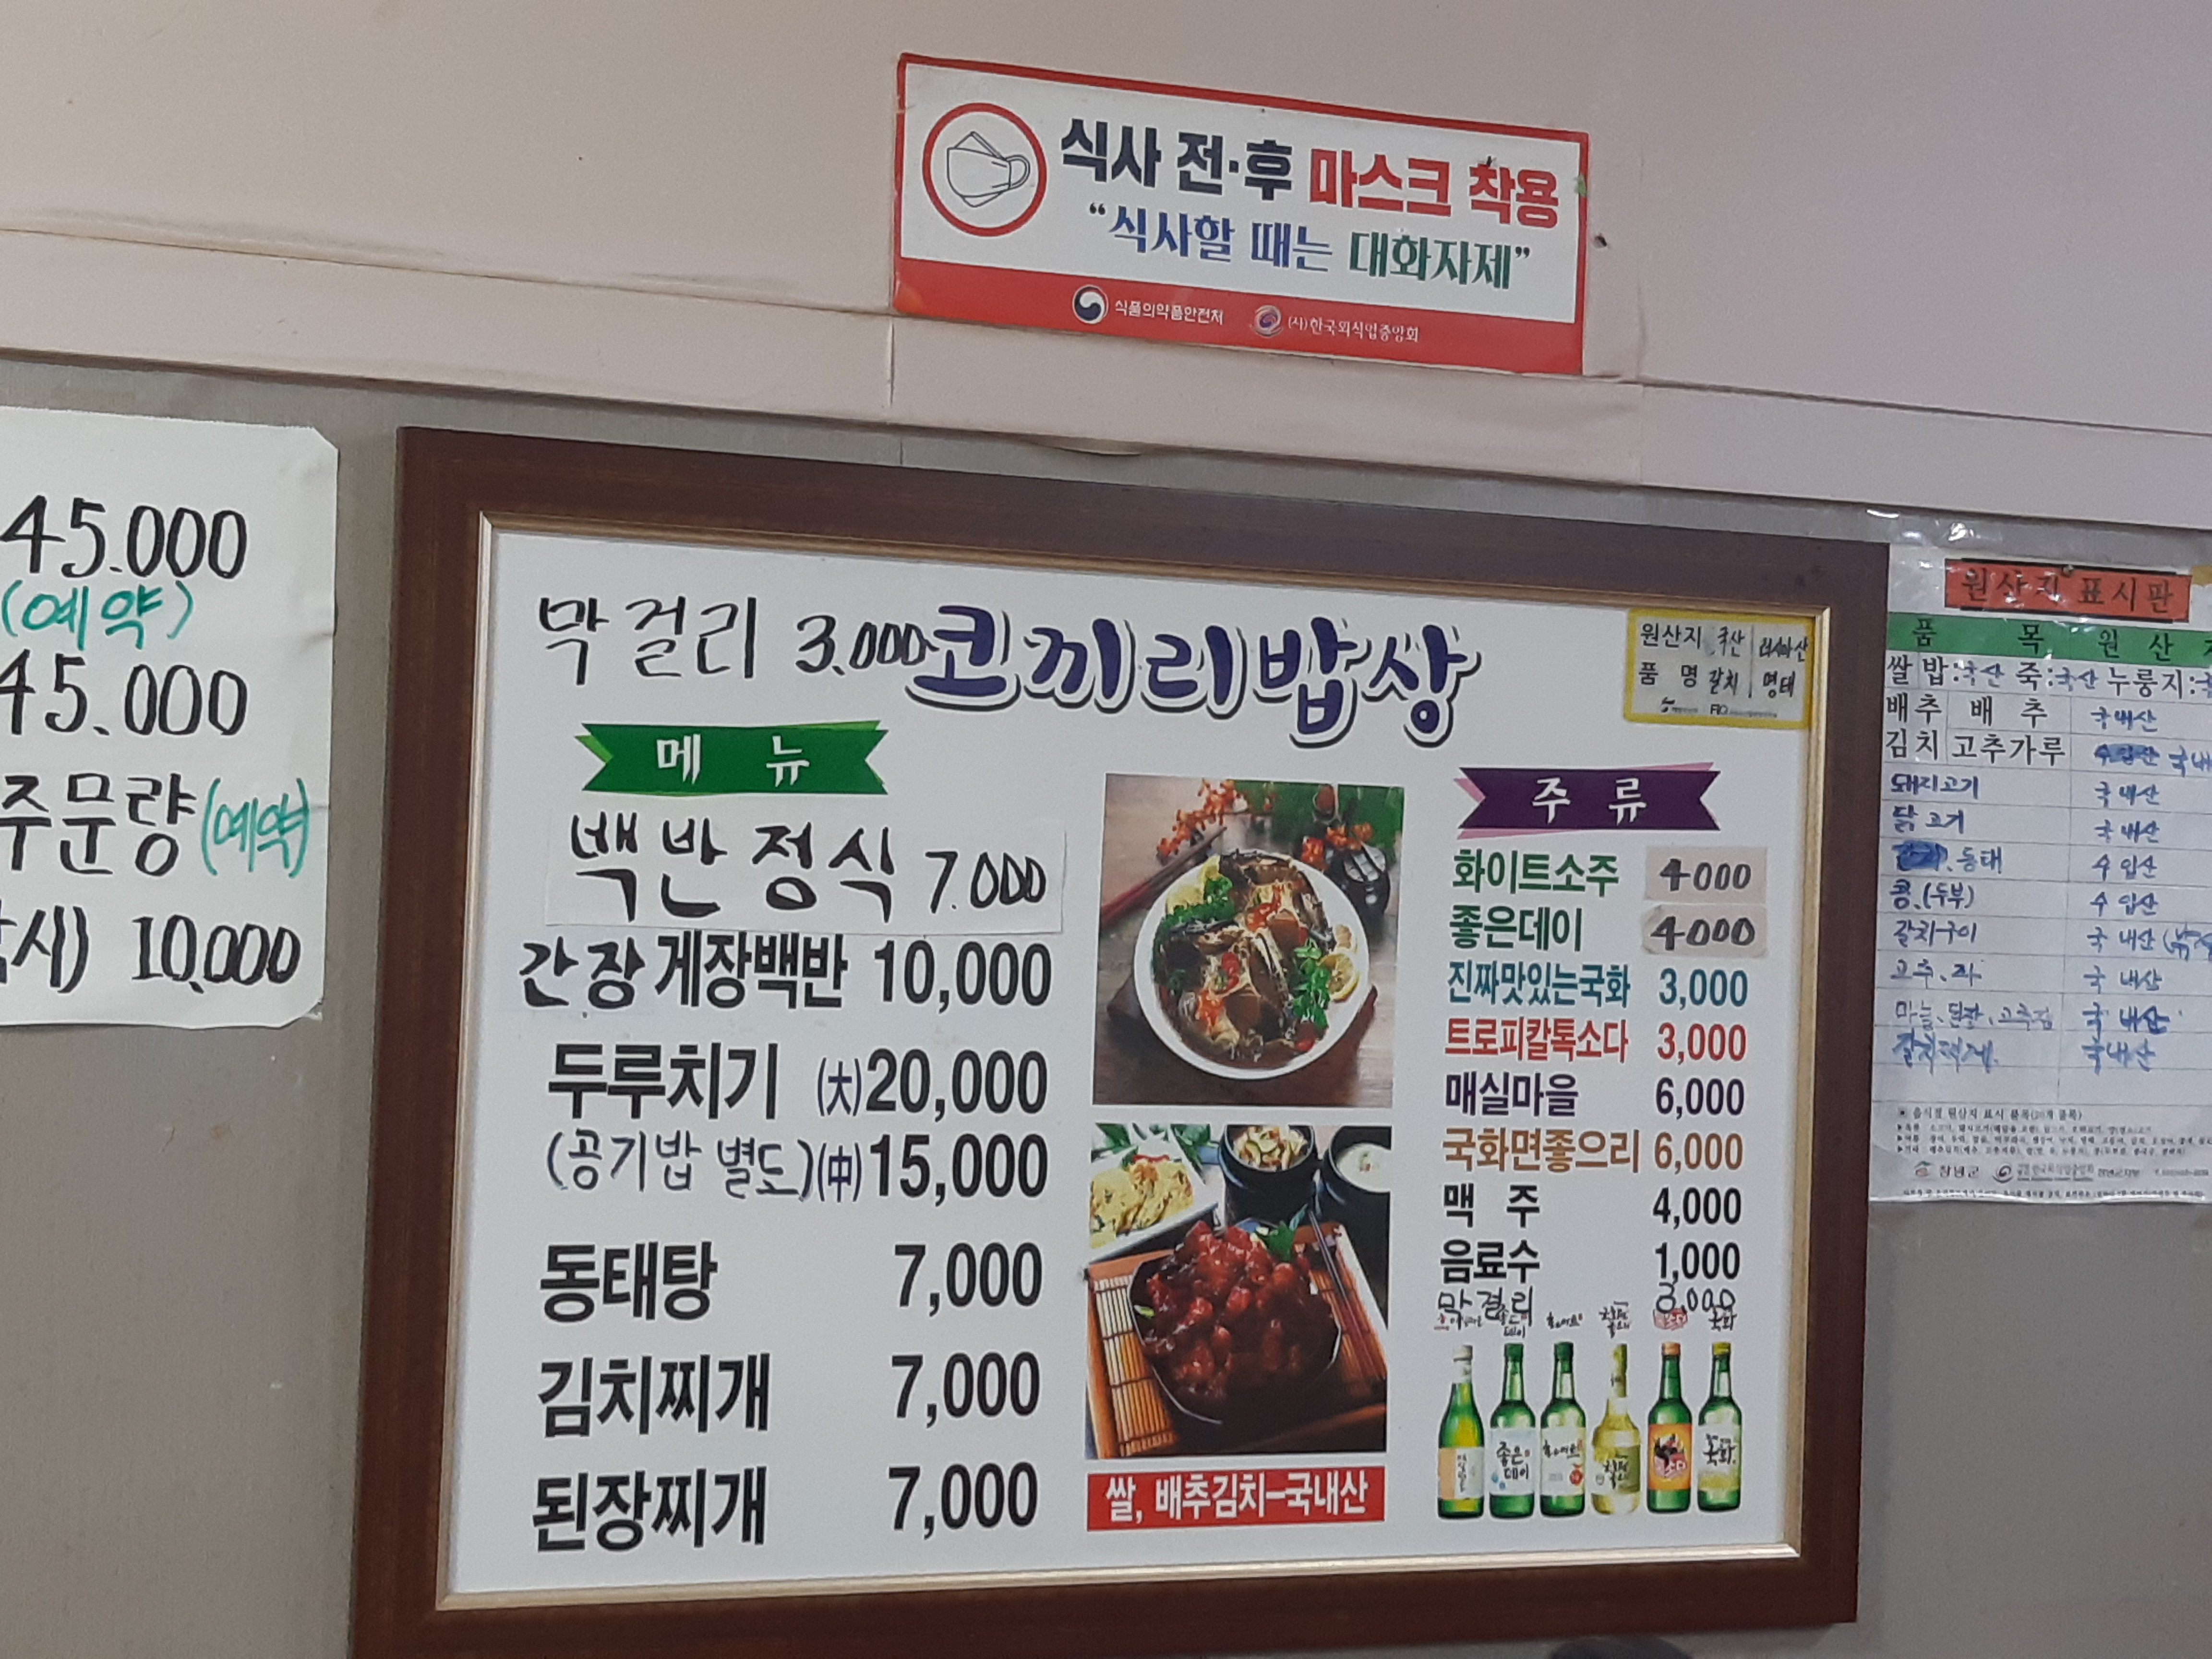 식사 전·후 마스크 착용
“식사할 때는 대화자제”
식품의약품안전처 (사)한국외식업중앙회
45.000
(예약)
45.000
주문량 (예약)
시) 10,000
막걸리 3.000 코끼리밥상
원산지 국산 러시아산
품 명 갈치 명태
메 뉴
백반정식 7.000
간장게장백반 10,000
두루치기 (大)20,000
(공기밥 별도)(中)15,000
동태탕 7,000
김치찌개 7,000
된장찌개 7,000
쌀, 배추김치-국내산
주 류
화이트소주 4000
좋은데이 4000
진짜맛있는국화 3,000
트로피칼톡소다 3,000
매실마을 6,000
국화면좋으리 6,000
맥 주 4,000
음료수 1,000
막걸리 3,000
좋은데이
국화
원산지 표시판
품 목 원 산
쌀 밥:국산 죽:국산 누룽지:
배추 배 추 국내산
김치 고추가루 국내
돼지고기 국내산
닭고기 국내산
동태 수입산
콩.(두부) 수입산
갈치구이 국내산
고추. 국내산
마늘. 국내산
국내산
창녕군